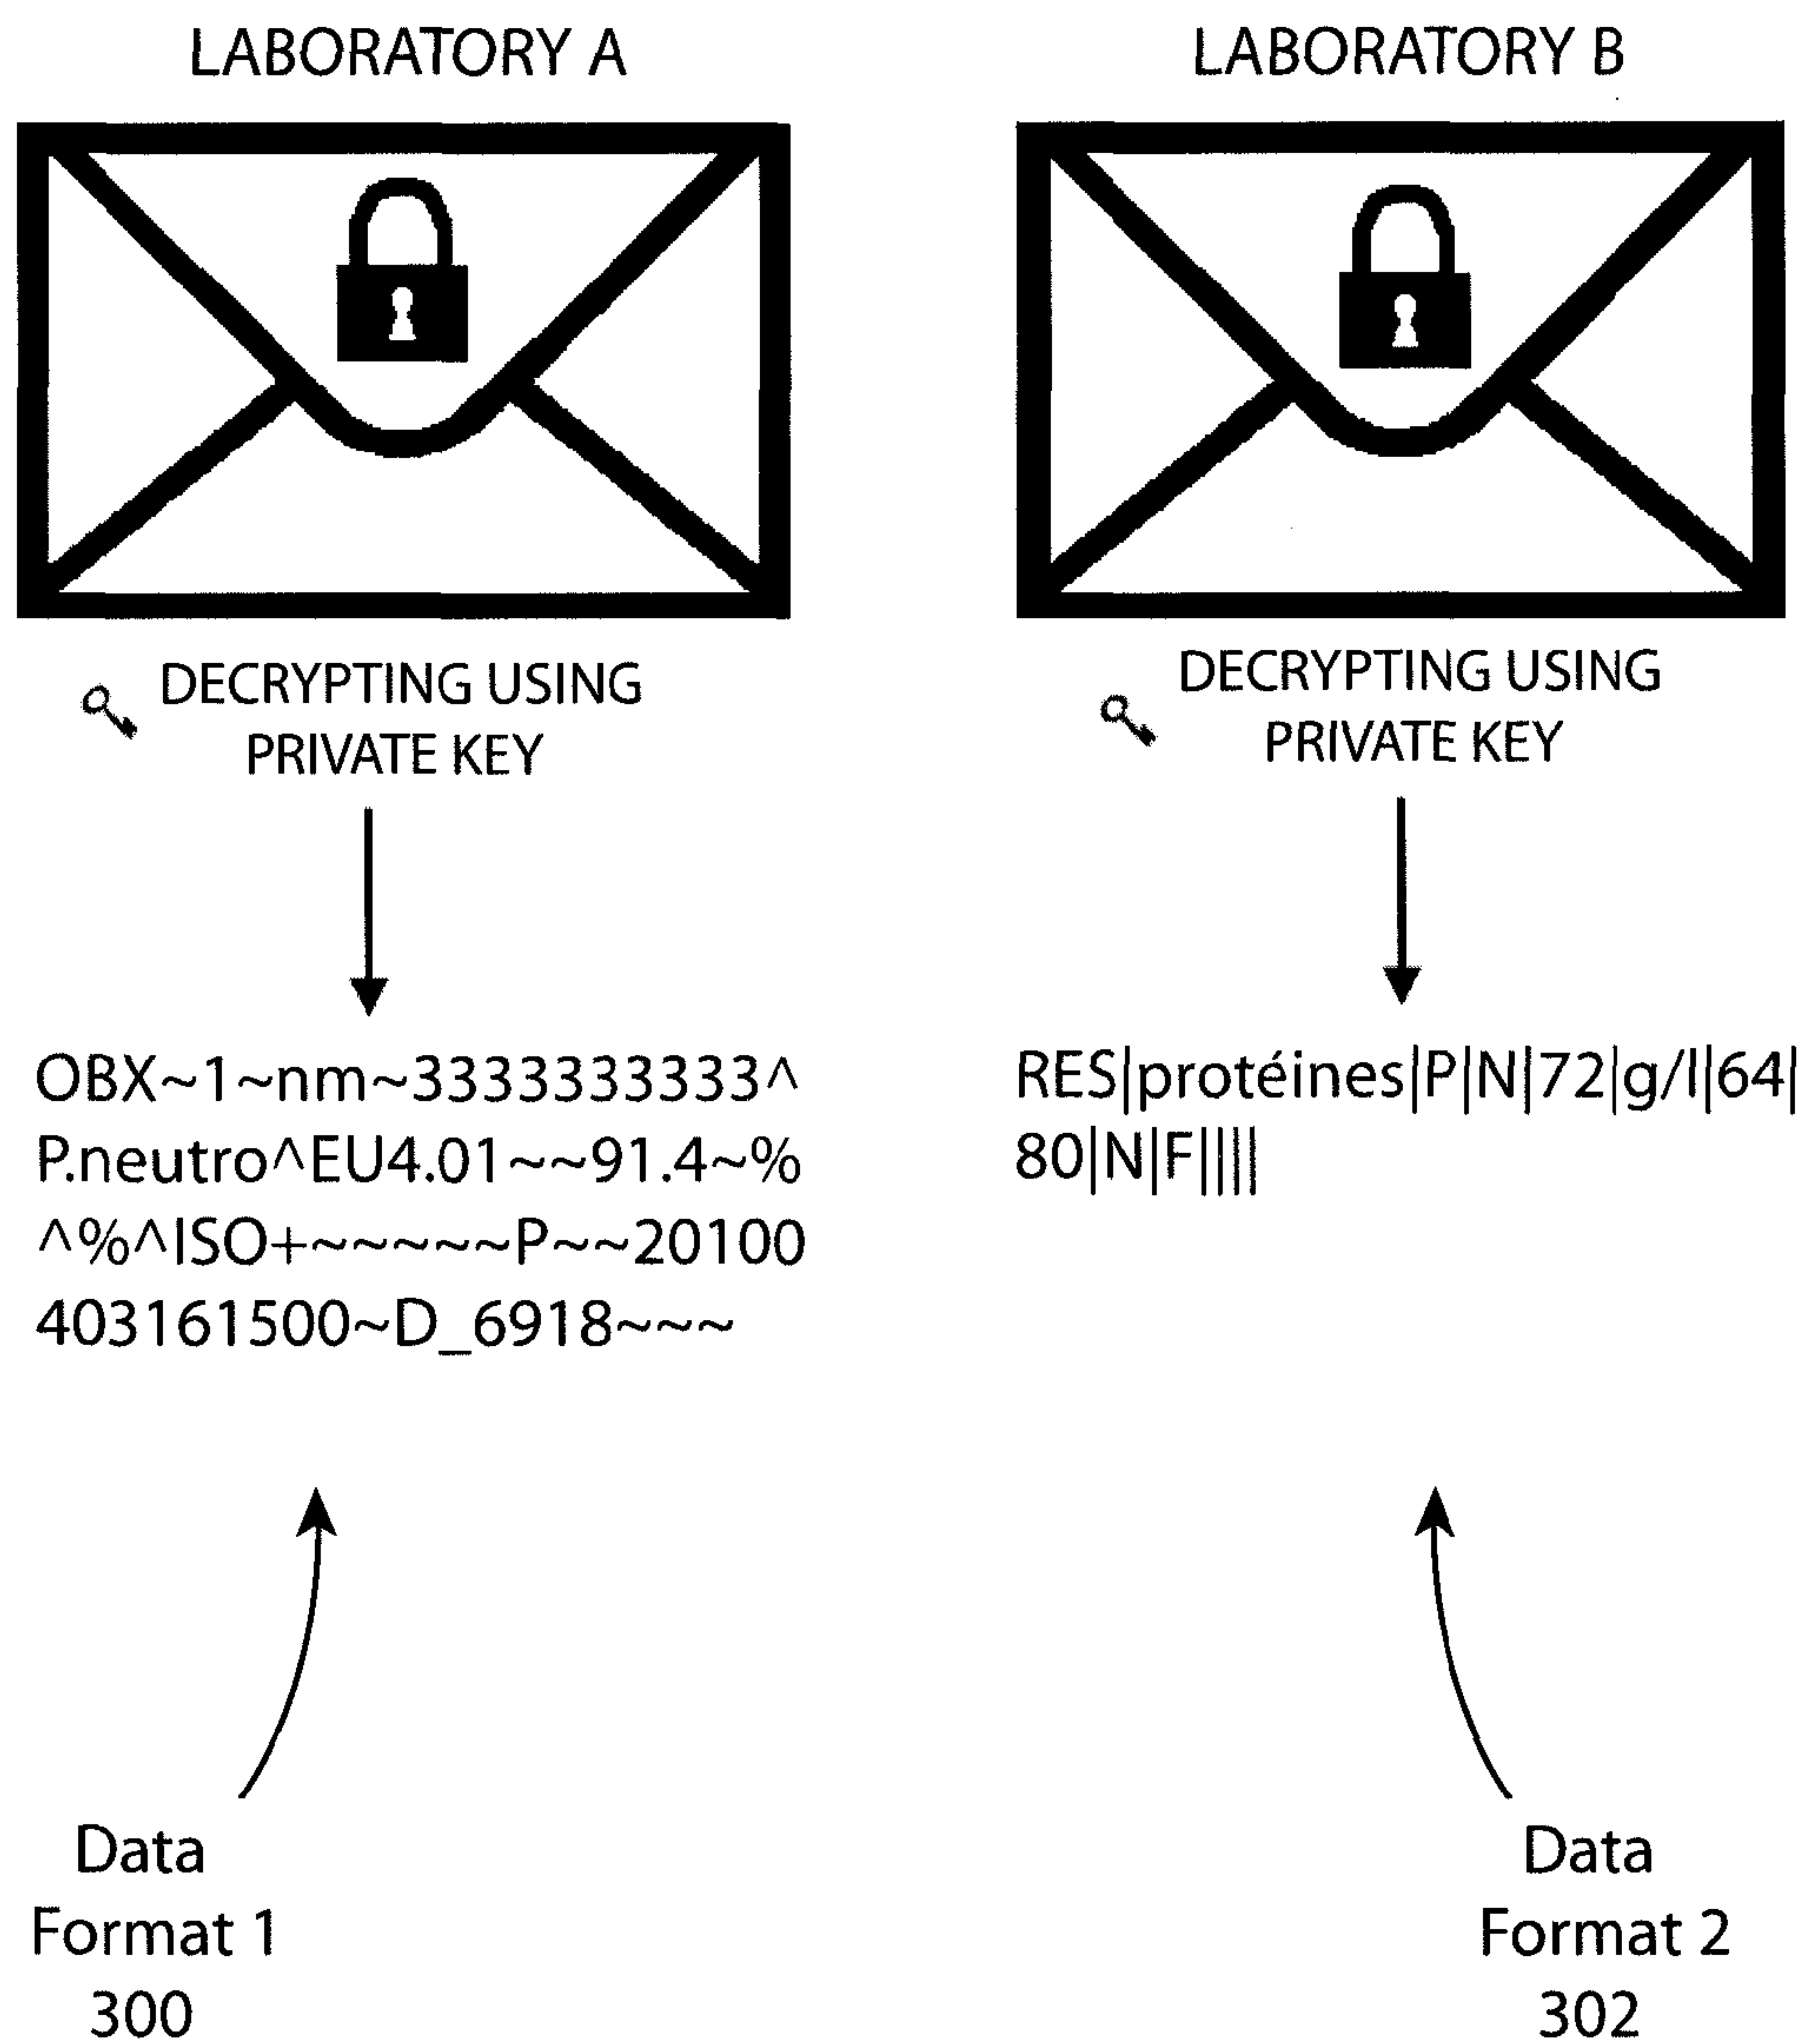 LABORATORY A
LABORATORY B
DECRYPTING USING
PRIVATE KEY
DECRYPTING USING
PRIVATE KEY
OBX~1~nm~3333333333^
P.neutro^EU4.01~~91.4~%
^%^ISO+~~~~~P~~20100
403161500~D_6918~~~
RES|protéines|P|N|72|g/l|64|
80|N|F||||
Data
Format 1
300
Data
Format 2
302